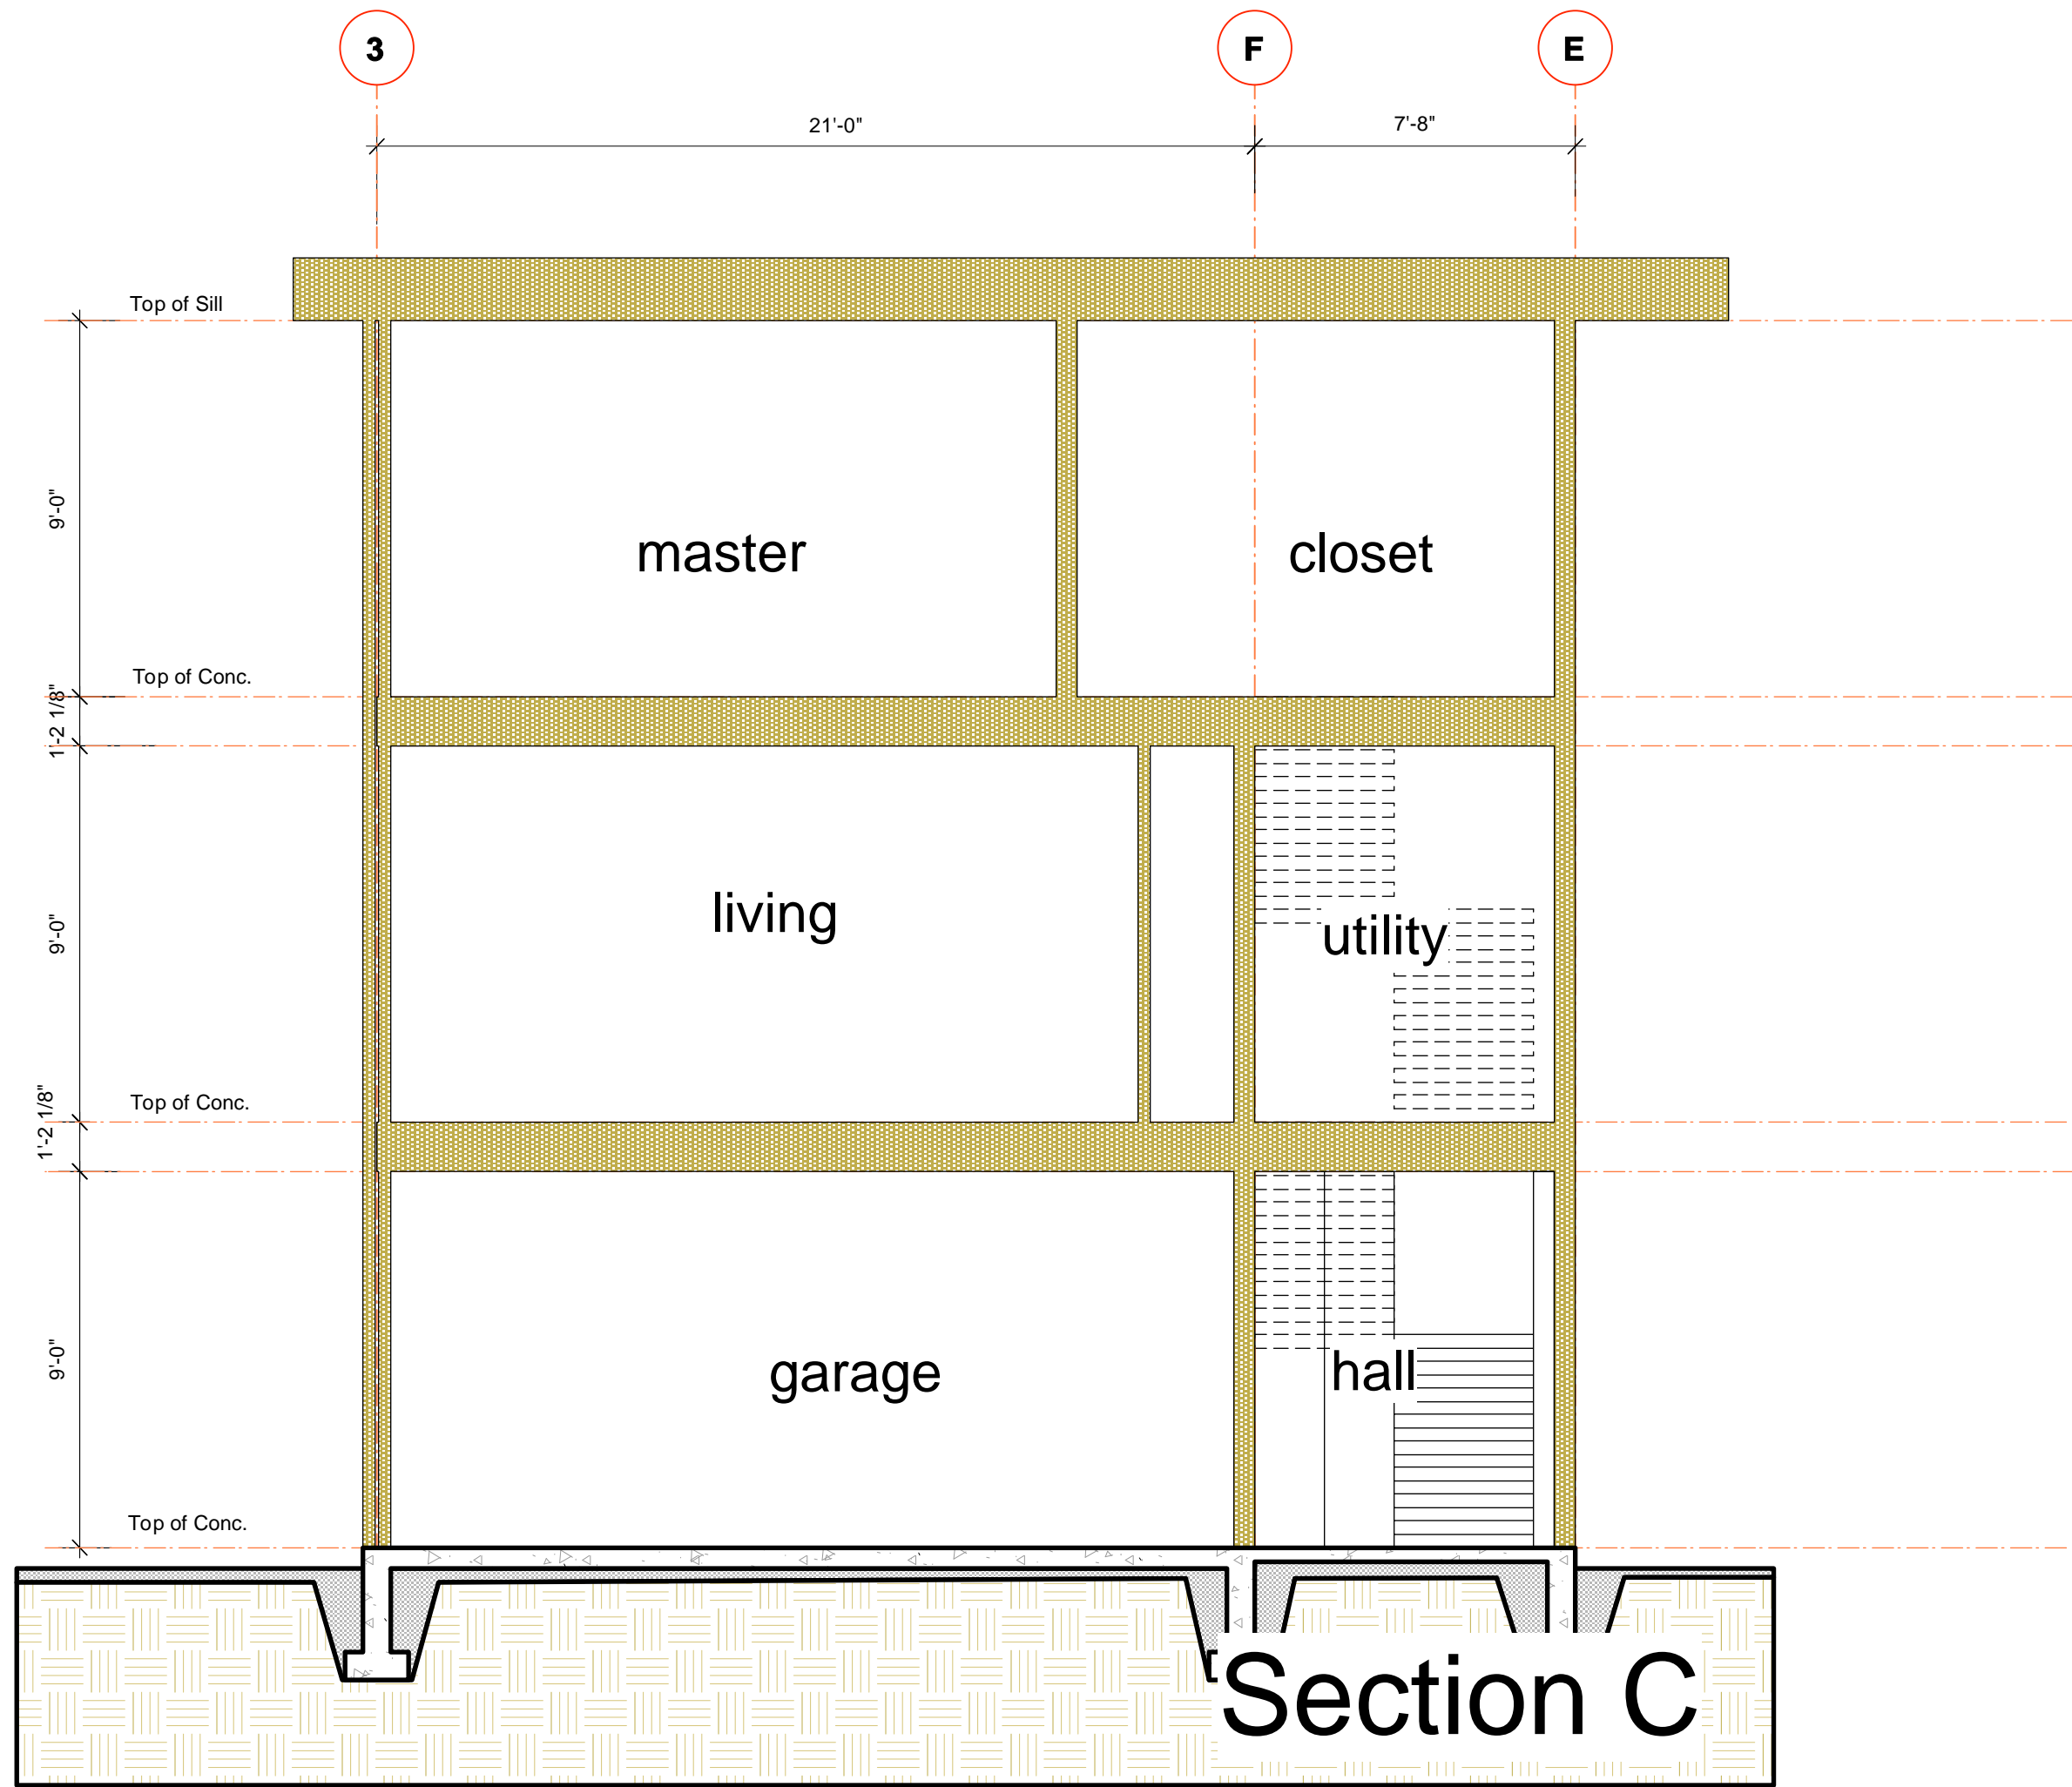 3
F
E
21'-0"
7'-8"
Top of Sill
9'-0"
master
closet
Top of Conc.
1'-2 1/8"
living
utility
9'-0"
Top of Conc.
1'-2 1/8"
garage
hall
9'-0"
Top of Conc.
Section C